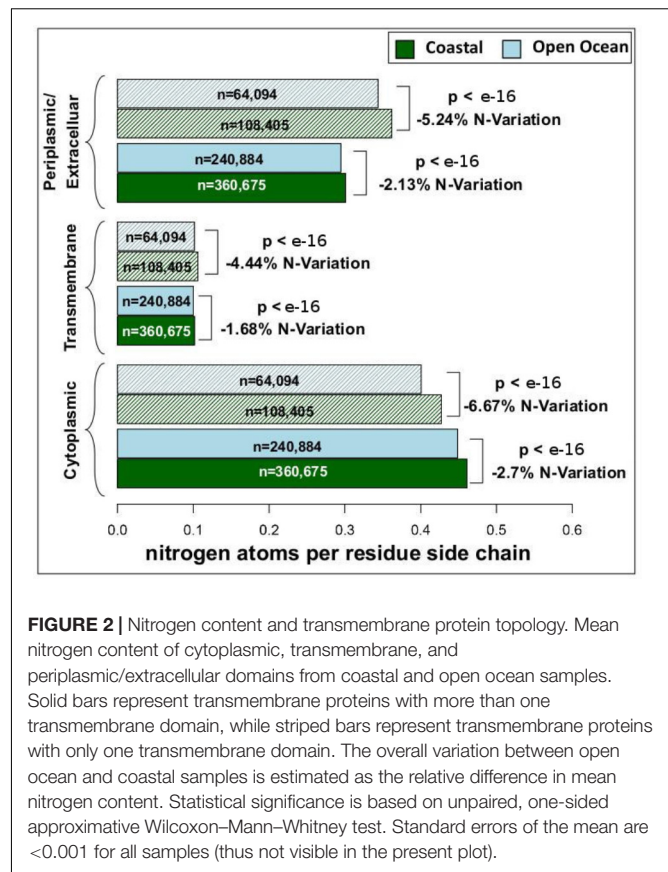 Coastal Open Ocean
Periplasmic/
Extracelluar
n=64,094
n=108,405
p < e-16
-5.24% N-Variation
n=240,884
n=360,675
p < e-16
-2.13% N-Variation
Transmembrane
n=64,094
n=108,405
p < e-16
-4.44% N-Variation
n=240,884
n=360,675
p < e-16
-1.68% N-Variation
Cytoplasmic
n=64,094
n=108,405
p < e-16
-6.67% N-Variation
n=240,884
n=360,675
p < e-16
-2.7% N-Variation
0.0 0.1 0.2 0.3 0.4 0.5 0.6
nitrogen atoms per residue side chain
FIGURE 2 | Nitrogen content and transmembrane protein topology. Mean
nitrogen content of cytoplasmic, transmembrane, and
periplasmic/extracellular domains from coastal and open ocean samples.
Solid bars represent transmembrane proteins with more than one
transmembrane domain, while striped bars represent transmembrane proteins
with only one transmembrane domain. The overall variation between open
ocean and coastal samples is estimated as the relative difference in mean
nitrogen content. Statistical significance is based on unpaired, one-sided
approximative Wilcoxon–Mann–Whitney test. Standard errors of the mean are
<0.001 for all samples (thus not visible in the present plot).